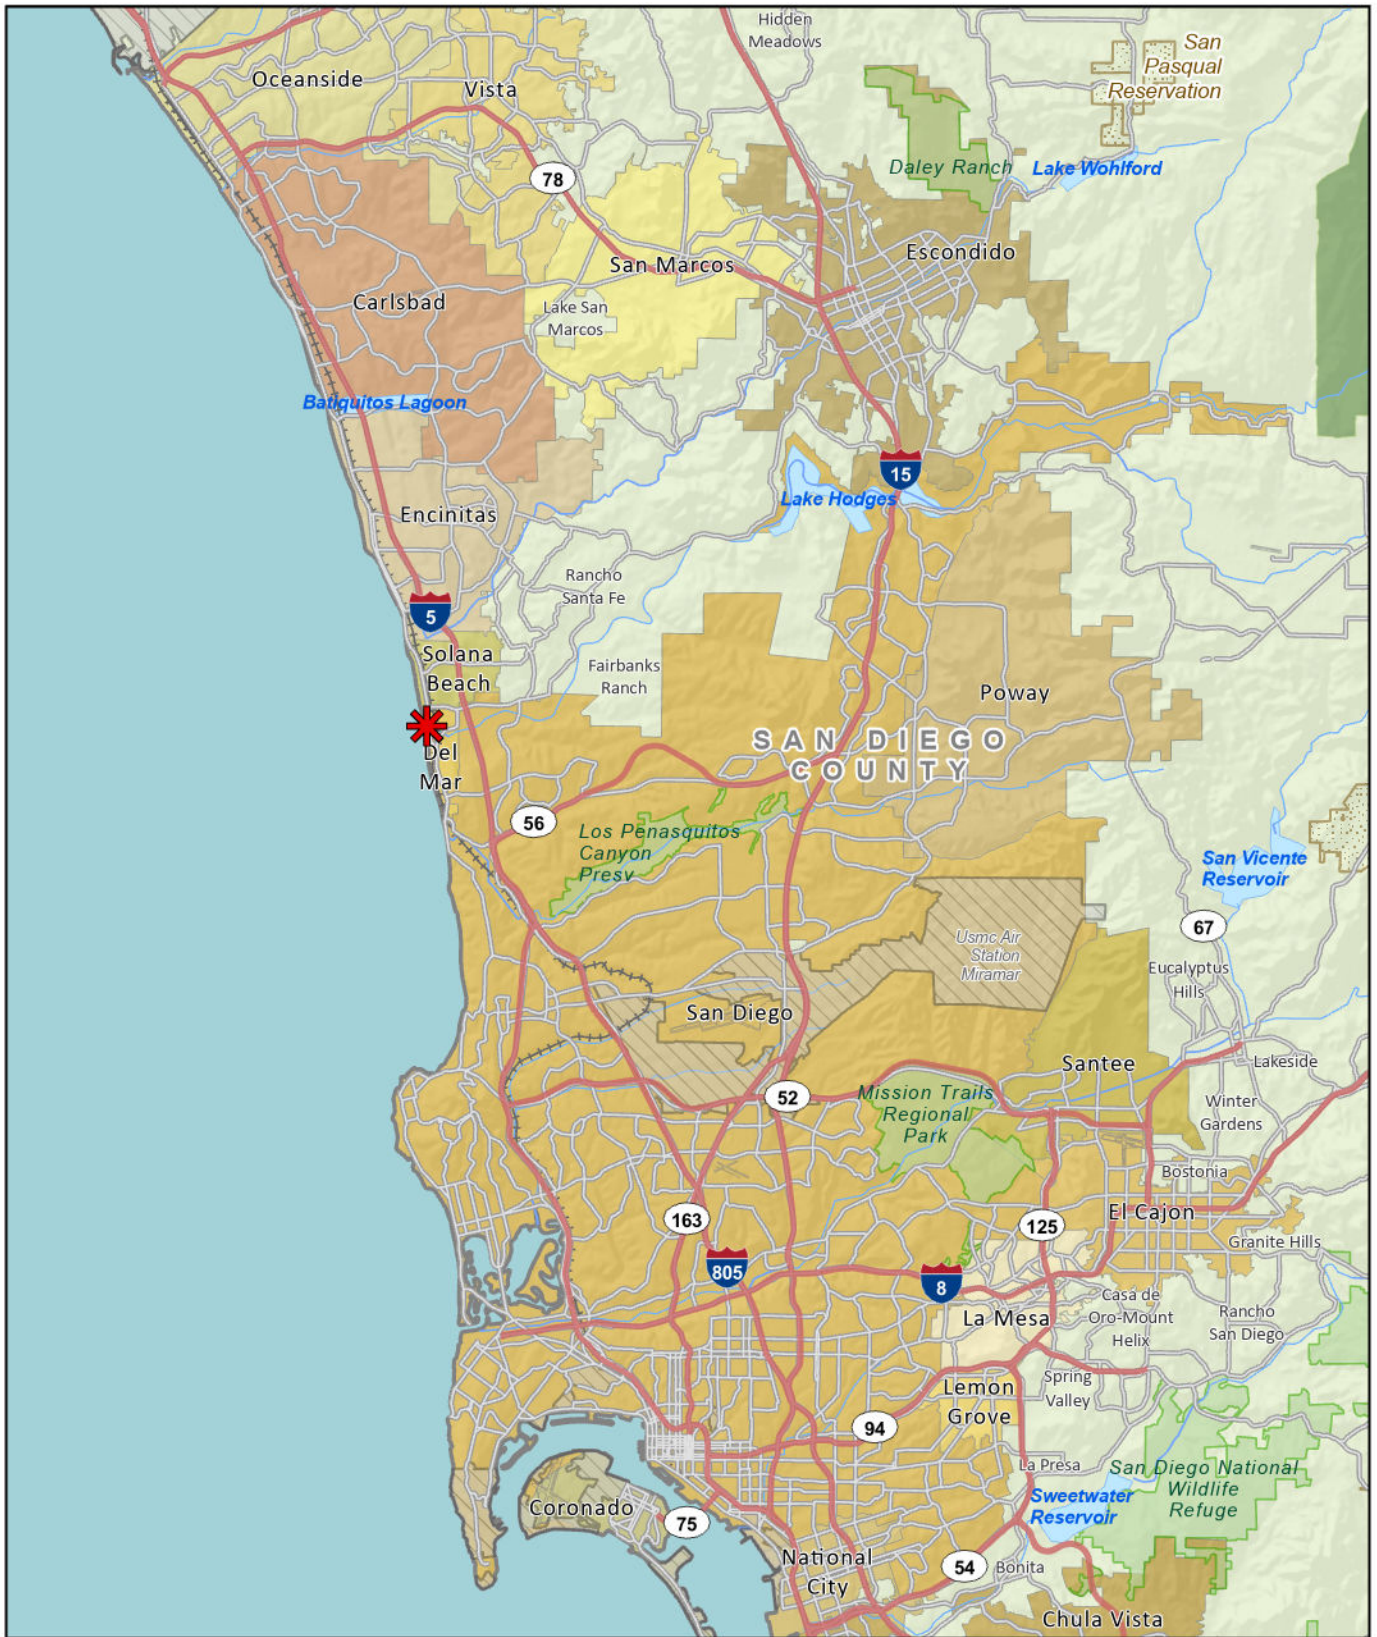 Hidden
Meadows
San
Pasqual
Reservation
Oceanside
Vista
78
Daley Ranch
Lake Wohlford
San Marcos
Escondido
Carlsbad
Lake San
Marcos
Batiquitos Lagoon
15
Lake Hodges
Encinitas
Rancho
Santa Fe
5
Solana
Beach
Fairbanks
Ranch
Poway
SAN DIEGO
COUNTY
Del
Mar
56
Los Penasquitos
Canyon
Presv
San Vicente
Reservoir
67
Usmc Air
Station
Miramar
Eucalyptus
Hills
San Diego
Santee
Lakeside
52
Mission Trails
Regional
Park
Winter
Gardens
Bostonia
163
125
El Cajon
Granite Hills
805
8
La Mesa
Casa de
Oro-Mount
Helix
Rancho
San Diego
Spring
Valley
Lemon
Grove
94
La Presa
San Diego National
Wildlife
Refuge
Sweetwater
Reservoir
Coronado
75
National
City
54
Bonita
Chula Vista